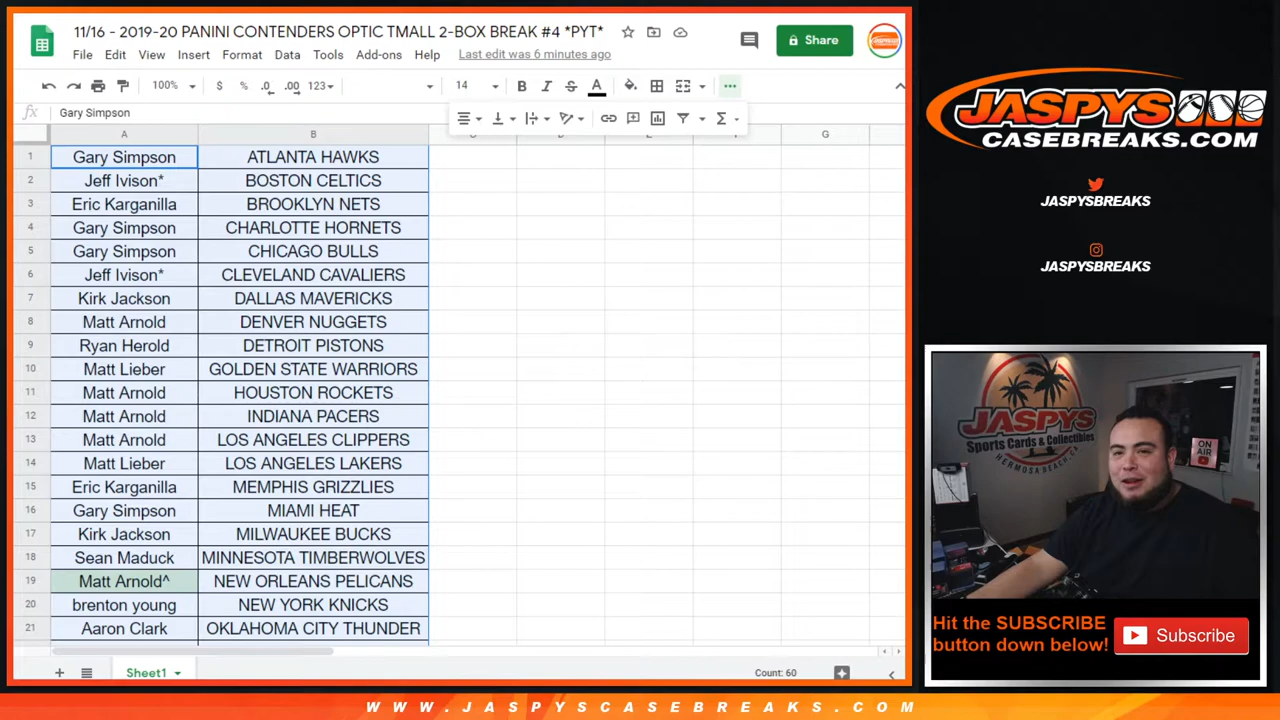 11/16 - 2019-20 PANINI CONTENDERS OPTIC TMALL 2-BOX BREAK #4 *PYT*
File Edit View Insert Format Data Tools Add-ons Help Last edit was 6 minutes ago
Share
100% $ % .0 .00 123 14 B I S A
fx Gary Simpson
A B G
1 Gary Simpson ATLANTA HAWKS
2 Jeff Ivison* BOSTON CELTICS
3 Eric Karganilla BROOKLYN NETS
4 Gary Simpson CHARLOTTE HORNETS
5 Gary Simpson CHICAGO BULLS
6 Jeff Ivison* CLEVELAND CAVALIERS
7 Kirk Jackson DALLAS MAVERICKS
8 Matt Arnold DENVER NUGGETS
9 Ryan Herold DETROIT PISTONS
10 Matt Lieber GOLDEN STATE WARRIORS
11 Matt Arnold HOUSTON ROCKETS
12 Matt Arnold INDIANA PACERS
13 Matt Arnold LOS ANGELES CLIPPERS
14 Matt Lieber LOS ANGELES LAKERS
15 Eric Karganilla MEMPHIS GRIZZLIES
16 Gary Simpson MIAMI HEAT
17 Kirk Jackson MILWAUKEE BUCKS
18 Sean Maduck MINNESOTA TIMBERWOLVES
19 Matt Arnold^ NEW ORLEANS PELICANS
20 brenton young NEW YORK KNICKS
21 Aaron Clark OKLAHOMA CITY THUNDER
Sheet1 Count: 60
JASPYS
CASEBREAKS.COM
JASPYSBREAKS
JASPYSBREAKS
JASPYS
Sports Cards & Collectibles
HERMOSA BEACH, CA
ON
AIR
Hit the SUBSCRIBE
button down below!
Subscribe
WWW.JASPYSCASEBREAKS.COM